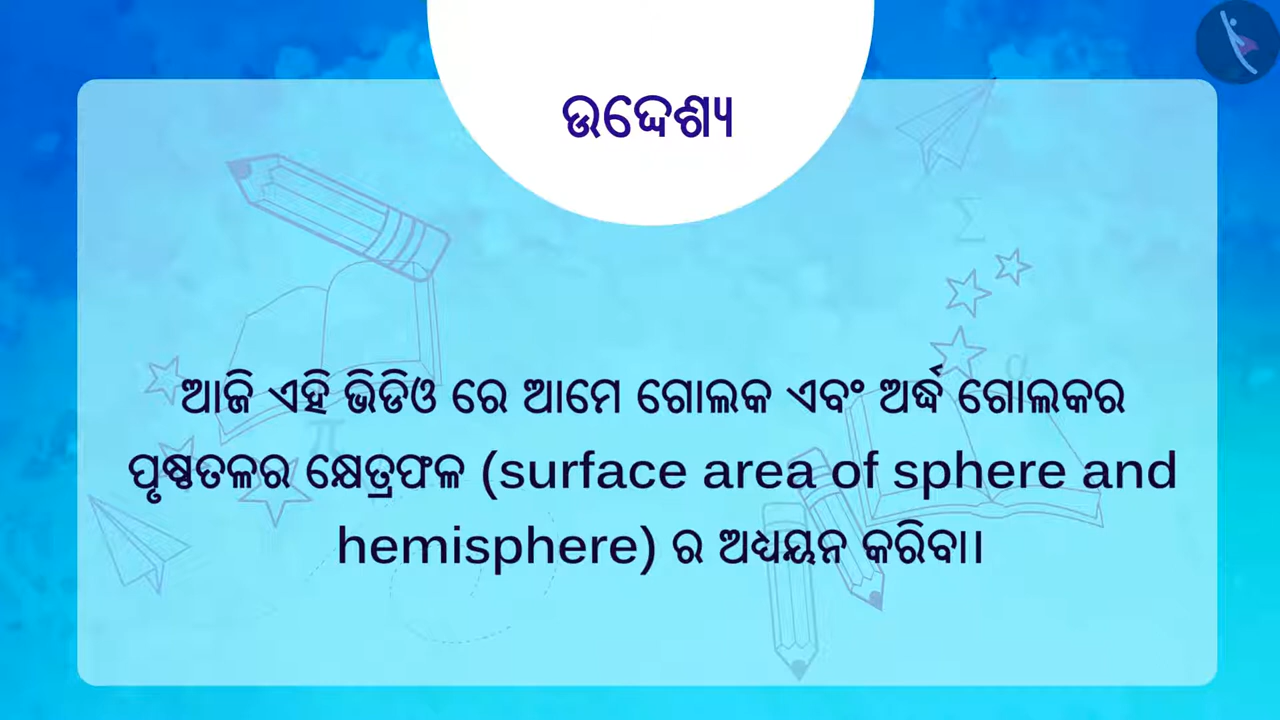 ଉଦ୍ଦେଶ୍ୟ
ଆଜି ଏହି ଭିଡିଓ ରେ ଆମେ ଗୋଲକ ଏବଂ ଅର୍ଦ୍ଧ ଗୋଲକର
ପୃଷ୍ଠତଳର କ୍ଷେତ୍ରଫଳ (surface area of sphere and
hemisphere) ର ଅଧ୍ୟୟନ କରିବା।